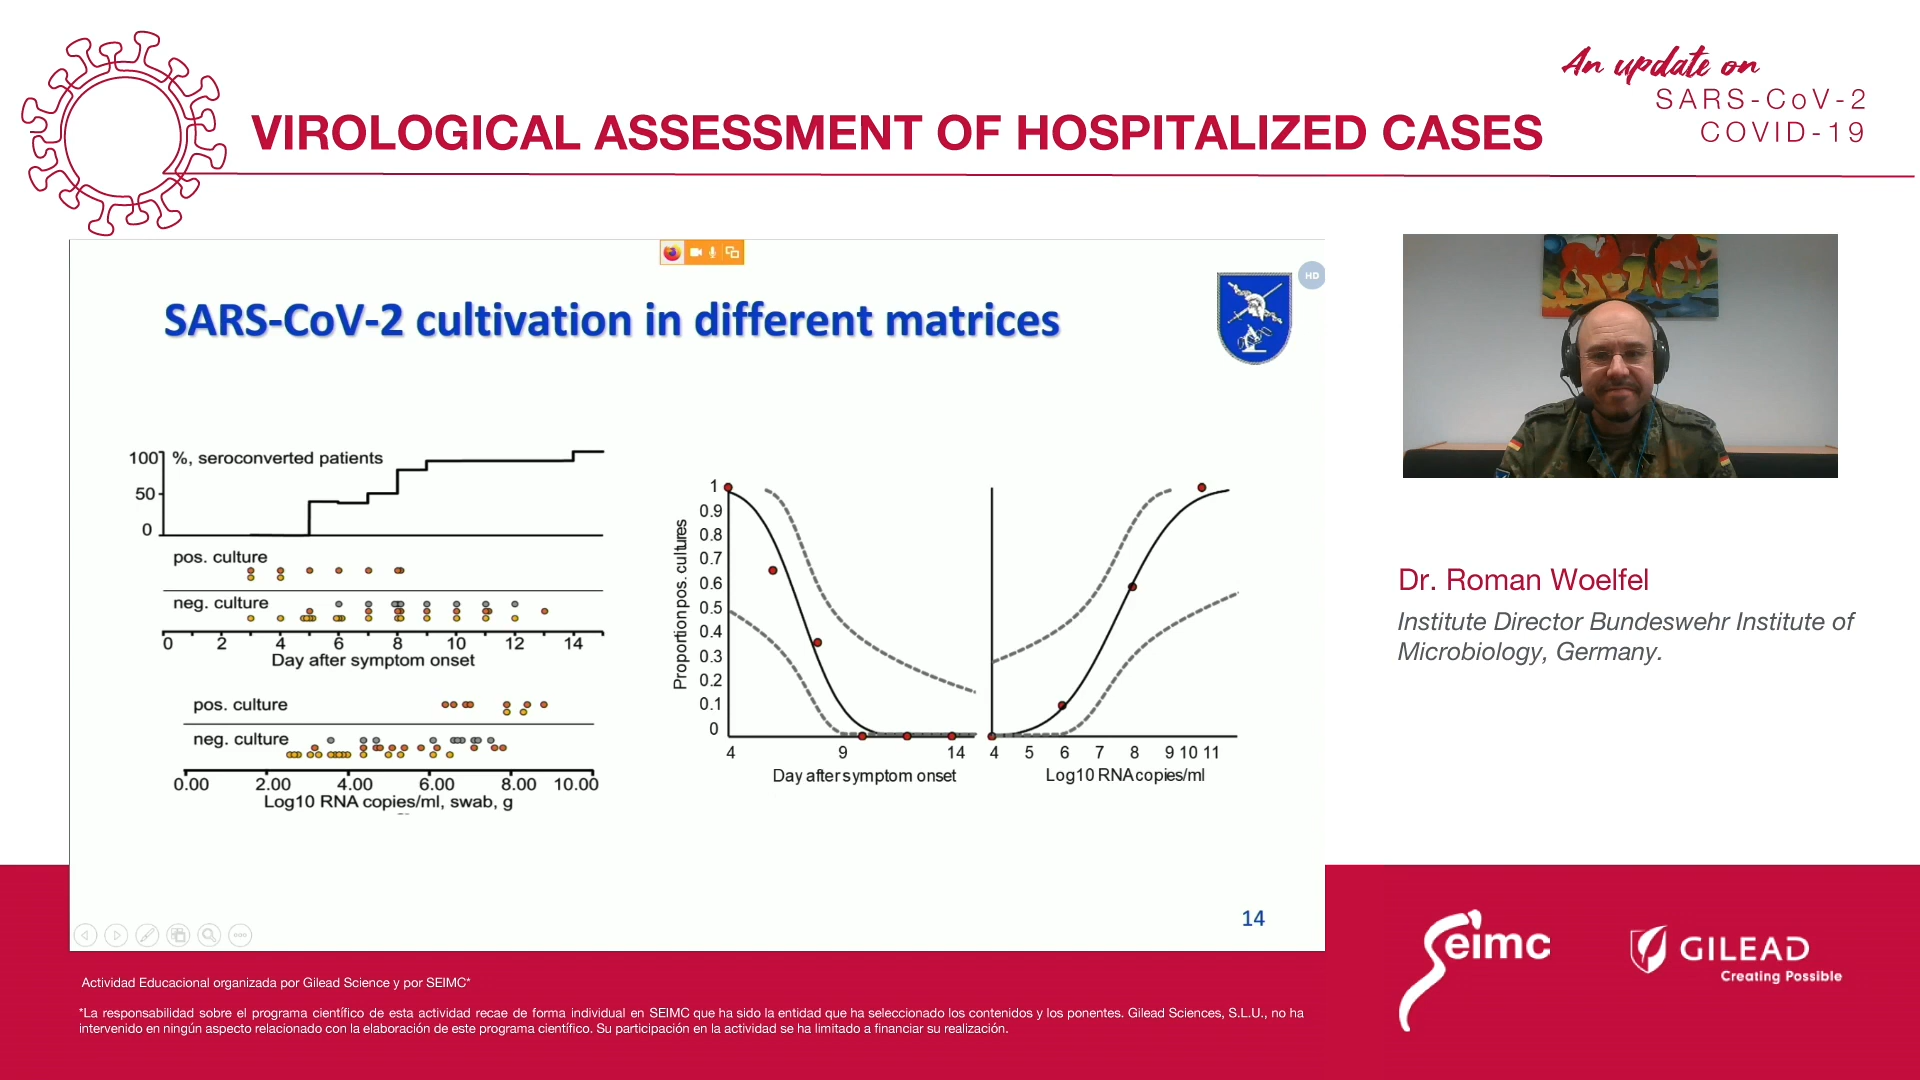 An update on
SARS-CoV-2
COVID-19
VIROLOGICAL ASSESSMENT OF HOSPITALIZED CASES
HD
SARS-CoV-2 cultivation in different matrices
100
%, seroconverted patients
50
0
pos. culture
neg. culture
0 2 4 6 8 10 12 14
Day after symptom onset
pos. culture
neg. culture
0.00 2.00 4.00 6.00 8.00 10.00
Log10 RNA copies/ml, swab, g
Proportion pos. cultures
1
0.9
0.8
0.7
0.6
0.5
0.4
0.3
0.2
0.1
0
4 9 14
Day after symptom onset
4 5 6 7 8 9 10 11
Log10 RNA copies/ml
14
Dr. Roman Woelfel
Institute Director Bundeswehr Institute of
Microbiology, Germany.
seimc
GILEAD
Creating Possible
Actividad Educacional organizada por Gilead Science y por SEIMC*
*La responsabilidad sobre el programa científico de esta actividad recae de forma individual en SEIMC que ha sido la entidad que ha seleccionado los contenidos y los ponentes. Gilead Sciences, S.L.U., no ha
intervenido en ningún aspecto relacionado con la elaboración de este programa científico. Su participación en la actividad se ha limitado a financiar su realización.